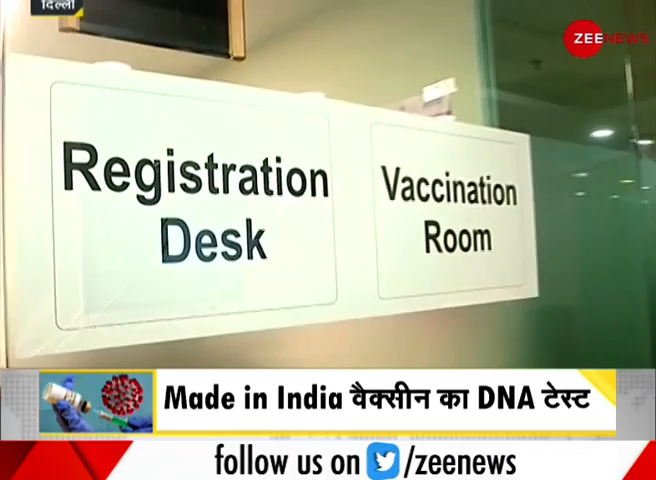 दिल्ली
ZEE NEWS
Registration
Desk
Vaccination
Room
Made in India वैक्सीन का DNA टेस्ट
follow us on /zeenews